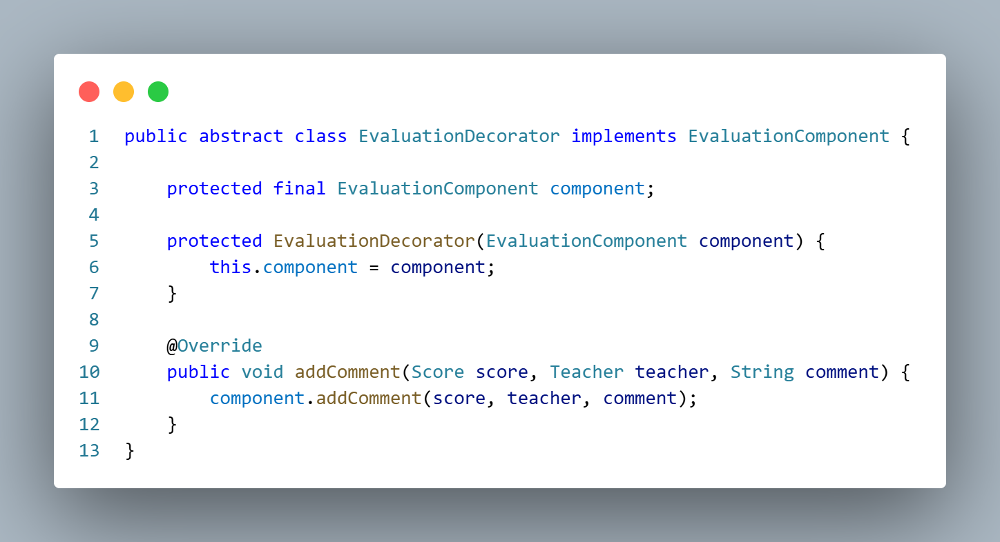 1 public abstract class EvaluationDecorator implements EvaluationComponent {
2
3     protected final EvaluationComponent component;
4
5     protected EvaluationDecorator(EvaluationComponent component) {
6         this.component = component;
7     }
8
9     @Override
10     public void addComment(Score score, Teacher teacher, String comment) {
11         component.addComment(score, teacher, comment);
12     }
13 }